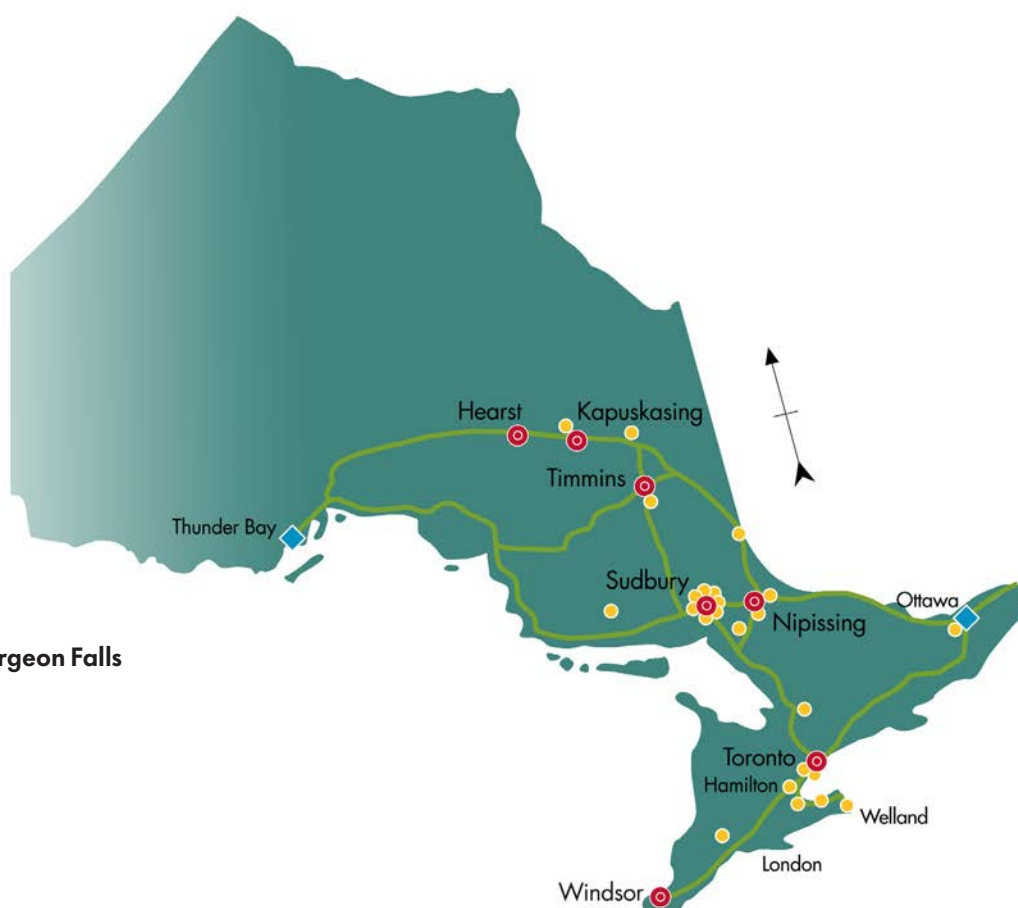 Hearst
Kapuskasing
Timmins
Thunder Bay
Sudbury
Ottawa
Nipissing
rgeon Falls
Toronto
Hamilton
Welland
London
Windsor